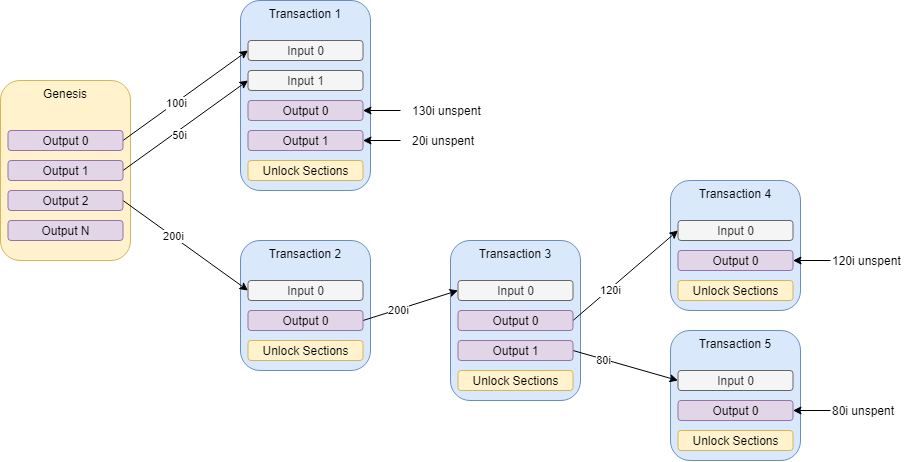 Genesis
Output 0
Output 1
Output 2
Output N
100i
50i
200i
Transaction 1
Input 0
Input 1
Output 0
130i unspent
Output 1
20i unspent
Unlock Sections
Transaction 2
Input 0
Output 0
Unlock Sections
200i
Transaction 3
Input 0
Output 0
Output 1
Unlock Sections
120i
80i
Transaction 4
Input 0
Output 0
120i unspent
Unlock Sections
Transaction 5
Input 0
Output 0
80i unspent
Unlock Sections